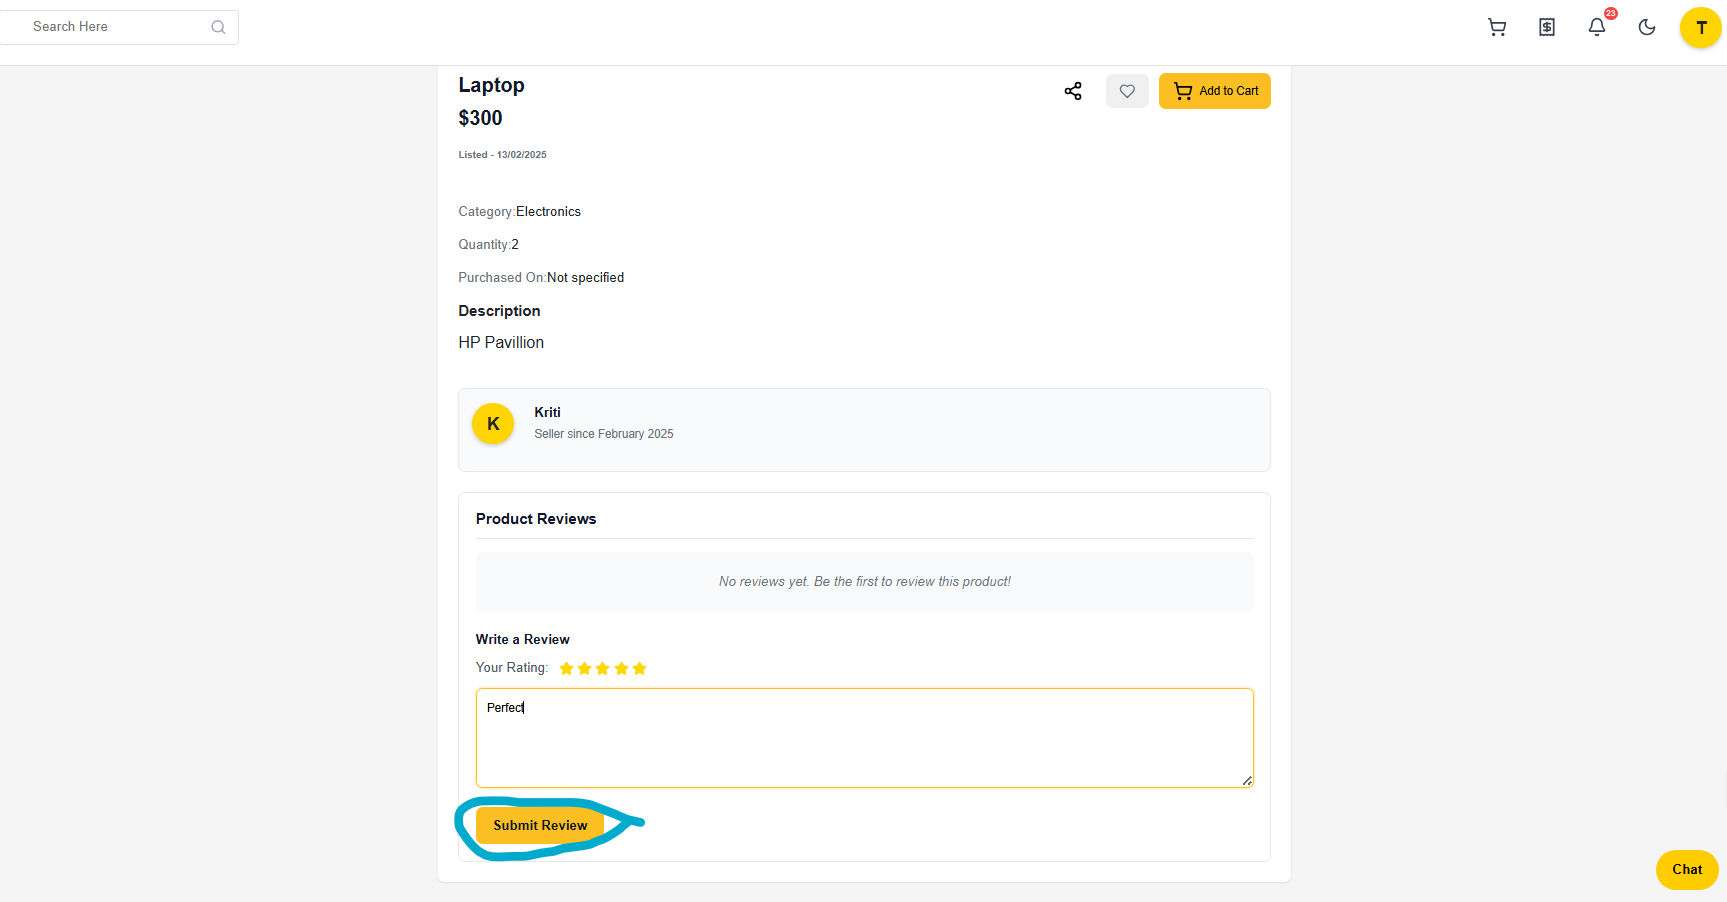 Search Here
23
T
Laptop
Add to Cart
$300
Listed - 13/02/2025
Category:Electronics
Quantity:2
Purchased On:Not specified
Description
HP Pavillion
K
Kriti
Seller since February 2025
Product Reviews
No reviews yet. Be the first to review this product!
Write a Review
Your Rating:
Perfect
Submit Review
Chat